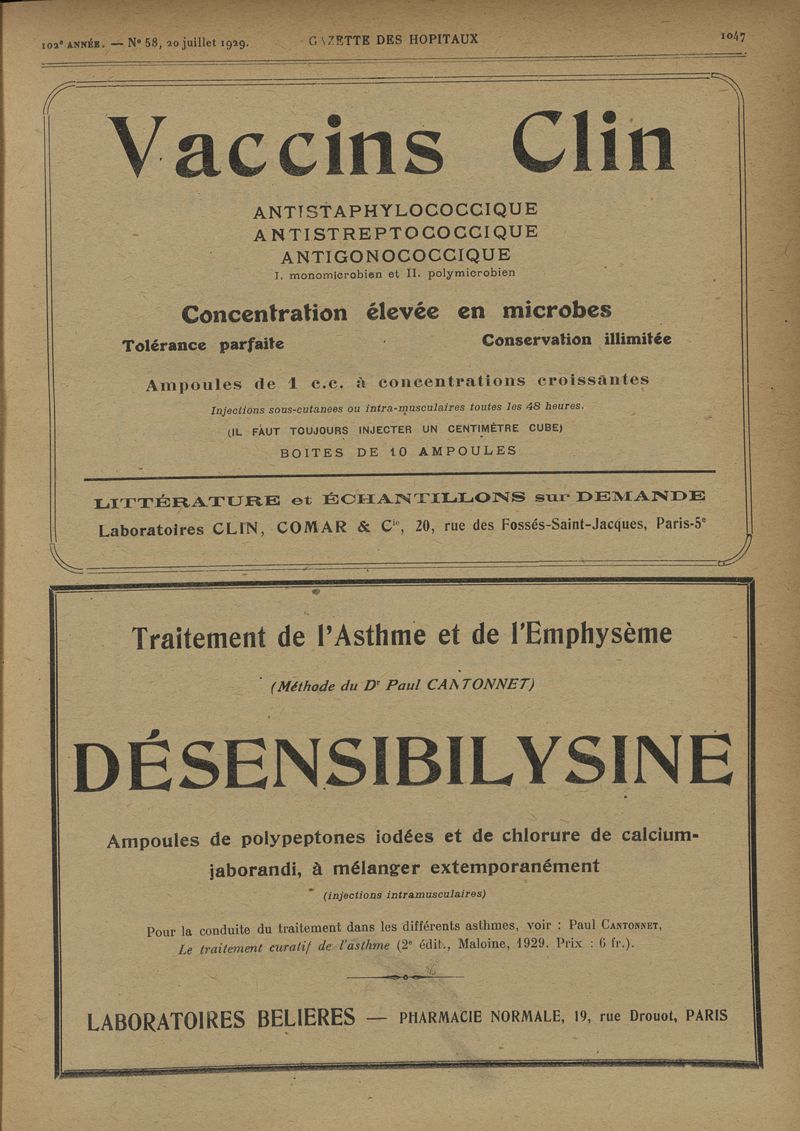 102e ANNÉE. — N° 58, 20 juillet 1929.
GAZETTE DES HOPITAUX
1047
Vaccins Clin
ANTISTAPHYLOCOCCIQUE
ANTISTREPTOCOCCIQUE
ANTIGONOCOCCIQUE
I. monomicrobien et II. polymicrobien
Concentration élevée en microbes
Tolérance parfaite
Conservation illimitée
Ampoules de 1 c.c. à concentrations croissantes
Injections sous-cutanees ou intra-musculaires toutes les 48 heures.
(IL FAUT TOUJOURS INJECTER UN CENTIMÈTRE CUBE)
BOITES DE 10 AMPOULES
LITTÉRATURE et ÉCHANTILLONS sur DEMANDE
Laboratoires CLIN, COMAR & Cie, 20, rue des Fossés-Saint-Jacques, Paris-5e
Traitement de l'Asthme et de l'Emphysème
(Méthode du Dr Paul CANTONNET)
DÉSENSIBILYSINE
Ampoules de polypeptones iodées et de chlorure de calcium-
jaborandi, à mélanger extemporanément
(injections intramusculaires)
Pour la conduite du traitement dans les différents asthmes, voir : Paul CANTONNET,
Le traitement curatif de l'asthme (2e édit., Maloine, 1929. Prix : 6 fr.).
LABORATOIRES BELIERES — PHARMACIE NORMALE, 19, rue Drouot, PARIS